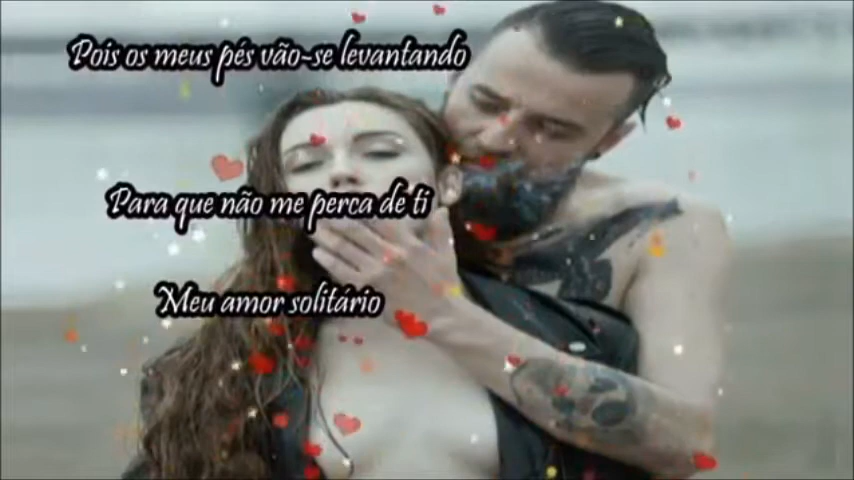 Pois os meus pés vão-se levantando
Para que não me perca de ti
Meu amor solitário